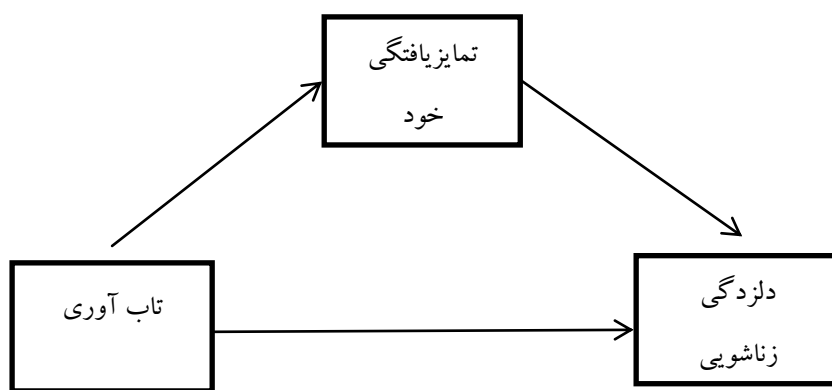 تمایزیافتگی
خود
تاب آوری
دلزدگی
زناشویی